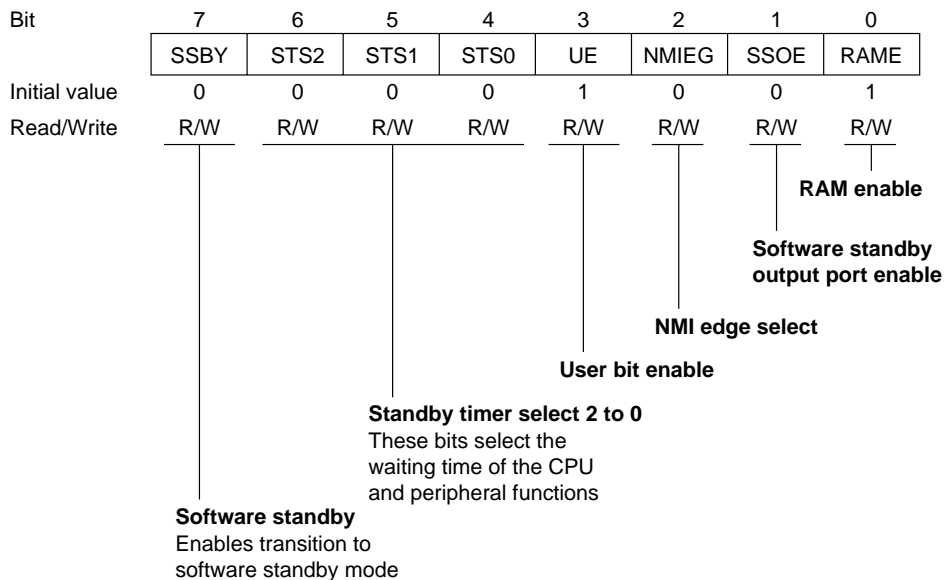 Bit 7 6 5 4 3 2 1 0
SSBY STS2 STS1 STS0 UE NMIEG SSOE RAME
Initial value 0 0 0 0 1 0 0 1
Read/Write R/W R/W R/W R/W R/W R/W R/W R/W
RAM enable
Software standby
output port enable
NMI edge select
User bit enable
Standby timer select 2 to 0
These bits select the
waiting time of the CPU
and peripheral functions
Software standby
Enables transition to
software standby mode